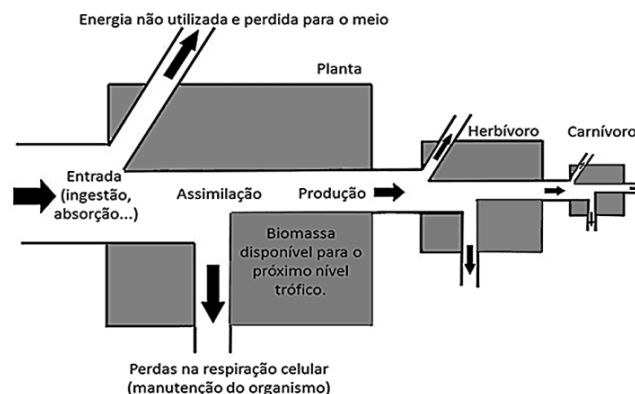 Energia não utilizada e perdida para o meio
Planta
Herbívoro
Carnívoro
Entrada
(ingestão,
absorção...)
Assimilação
Produção
Biomassa
disponível para o
próximo nível
trófico.
Perdas na respiração celular
(manutenção do organismo)